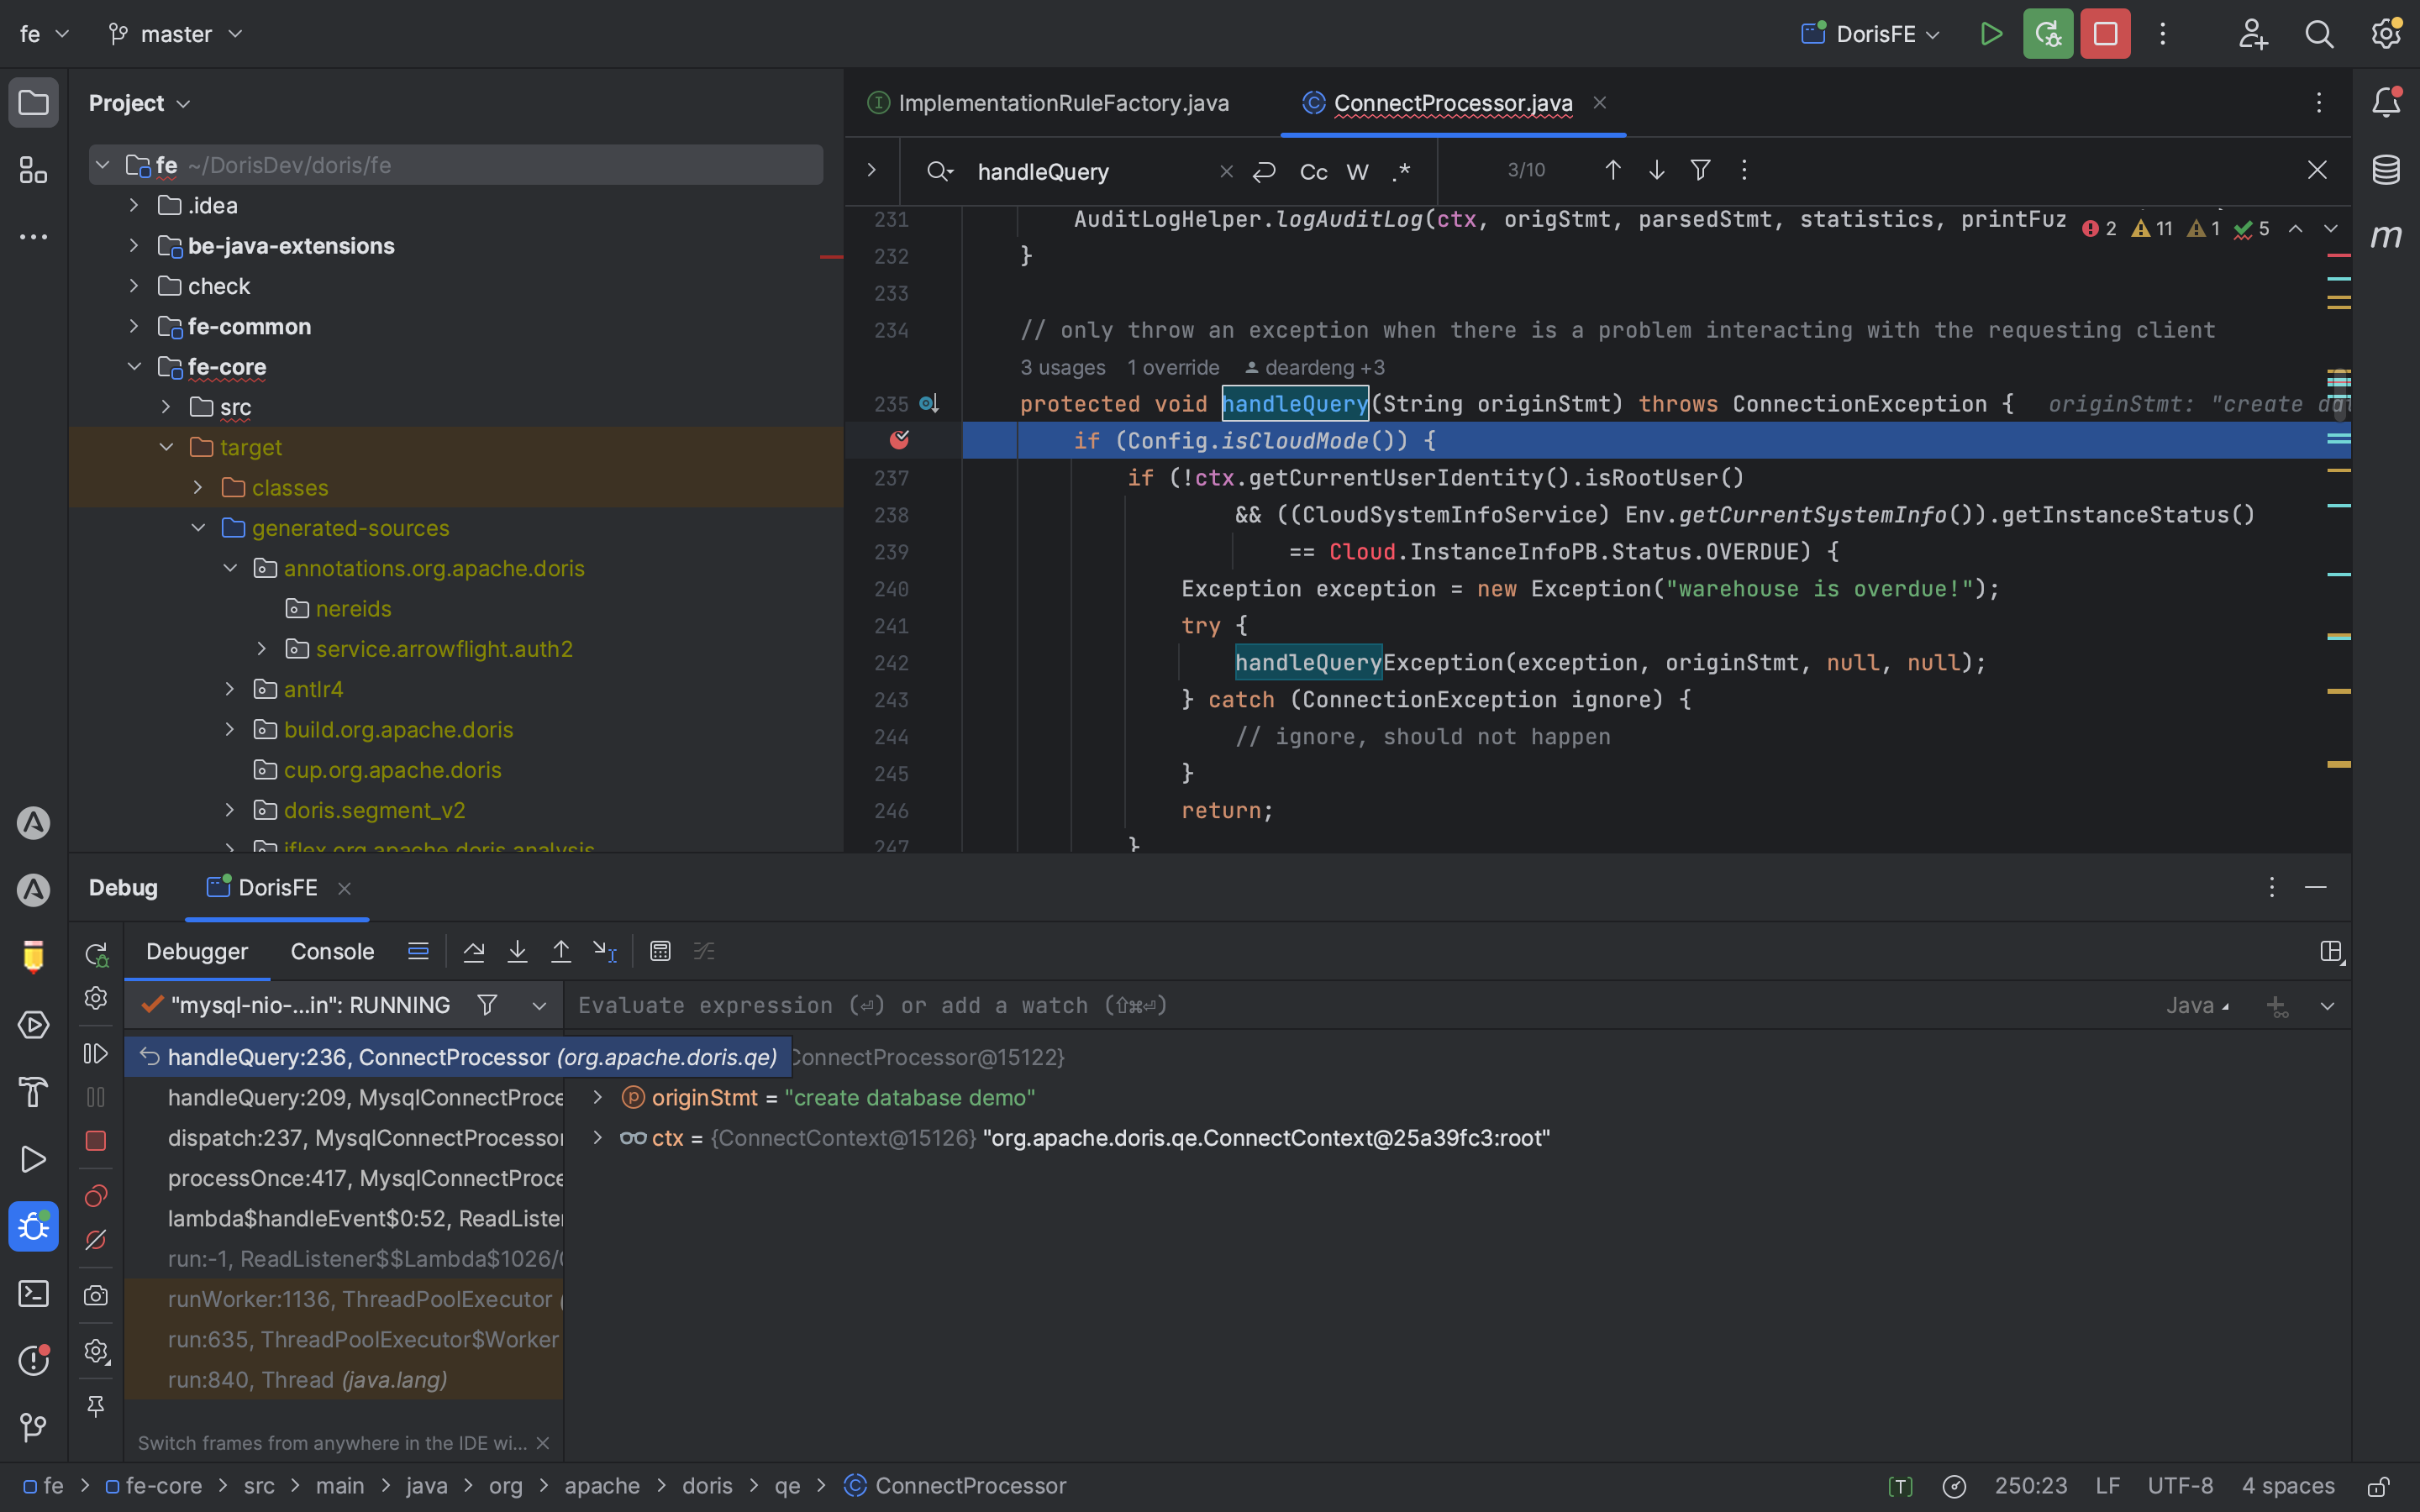 fe master DorisFE
Project
fe ~/DorisDev/doris/fe
.idea
be-java-extensions
check
fe-common
fe-core
src
target
classes
generated-sources
annotations.org.apache.doris
nereids
service.arrowflight.auth2
antlr4
build.org.apache.doris
cup.org.apache.doris
doris.segment_v2
jflex.org.apache.doris.analysis
ImplementationRuleFactory.java ConnectProcessor.java
handleQuery Cc W .* 3/10
2 11 1 5
231 AuditLogHelper.logAuditLog(ctx, origStmt, parsedStmt, statistics, printFuz
232 }
233
234 // only throw an exception when there is a problem interacting with the requesting client
3 usages 1 override deardeng +3
235 protected void handleQuery(String originStmt) throws ConnectionException { originStmt: "create
if (Config.isCloudMode()) {
237 if (!ctx.getCurrentUserIdentity().isRootUser()
238 && ((CloudSystemInfoService) Env.getCurrentSystemInfo()).getInstanceStatus()
239 == Cloud.InstanceInfoPB.Status.OVERDUE) {
240 Exception exception = new Exception("warehouse is overdue!");
241 try {
242 handleQueryException(exception, originStmt, null, null);
243 } catch (ConnectionException ignore) {
244 // ignore, should not happen
245 }
246 return;
247 }
Debug DorisFE
Debugger Console
"mysql-nio-...in": RUNNING
Evaluate expression (⏎) or add a watch (⇧⌘⏎) Java
handleQuery:236, ConnectProcessor (org.apache.doris.qe) ConnectProcessor@15122}
handleQuery:209, MysqlConnectProce
dispatch:237, MysqlConnectProcessor
processOnce:417, MysqlConnectProce
lambda$handleEvent$0:52, ReadListe
run:-1, ReadListener$$Lambda$1026/
runWorker:1136, ThreadPoolExecutor (
run:635, ThreadPoolExecutor$Worker
run:840, Thread (java.lang)
Switch frames from anywhere in the IDE wi...
originStmt = "create database demo"
ctx = {ConnectContext@15126} "org.apache.doris.qe.ConnectContext@25a39fc3:root"
fe > fe-core > src > main > java > org > apache > doris > qe > ConnectProcessor
250:23 LF UTF-8 4 spaces